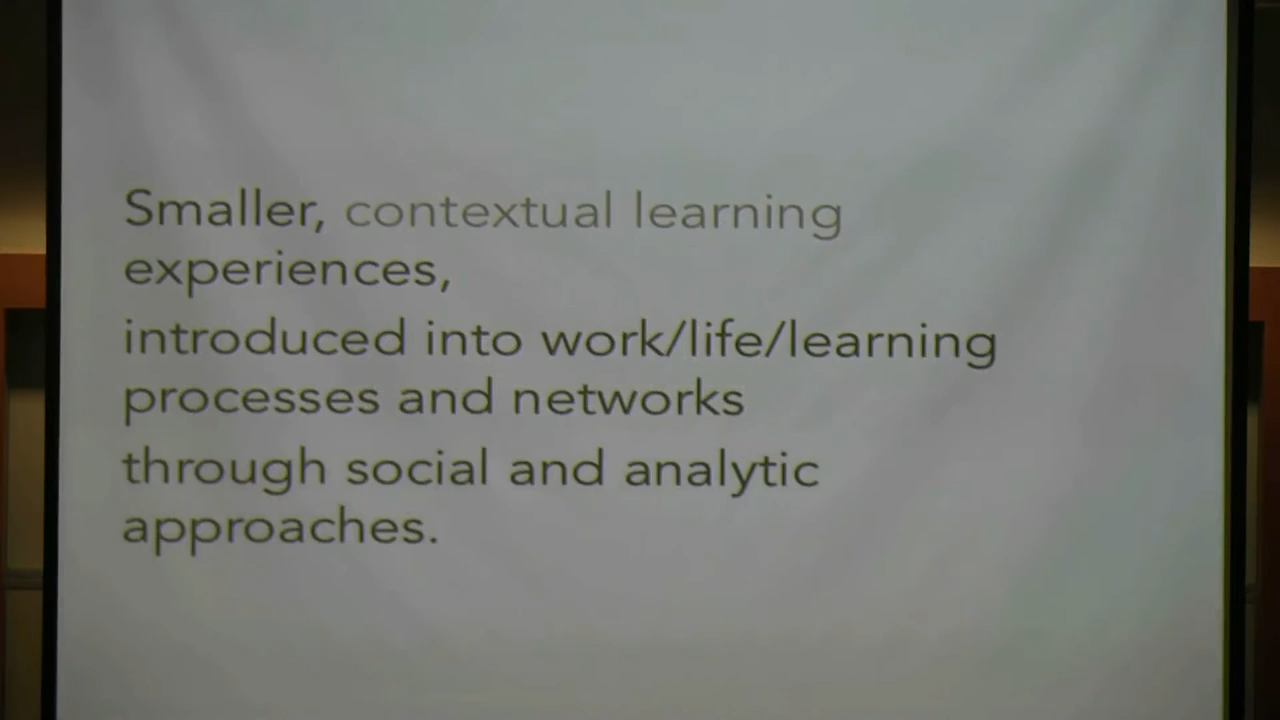 Smaller, contextual learning
experiences,
introduced into work/life/learning
processes and networks
through social and analytic
approaches.